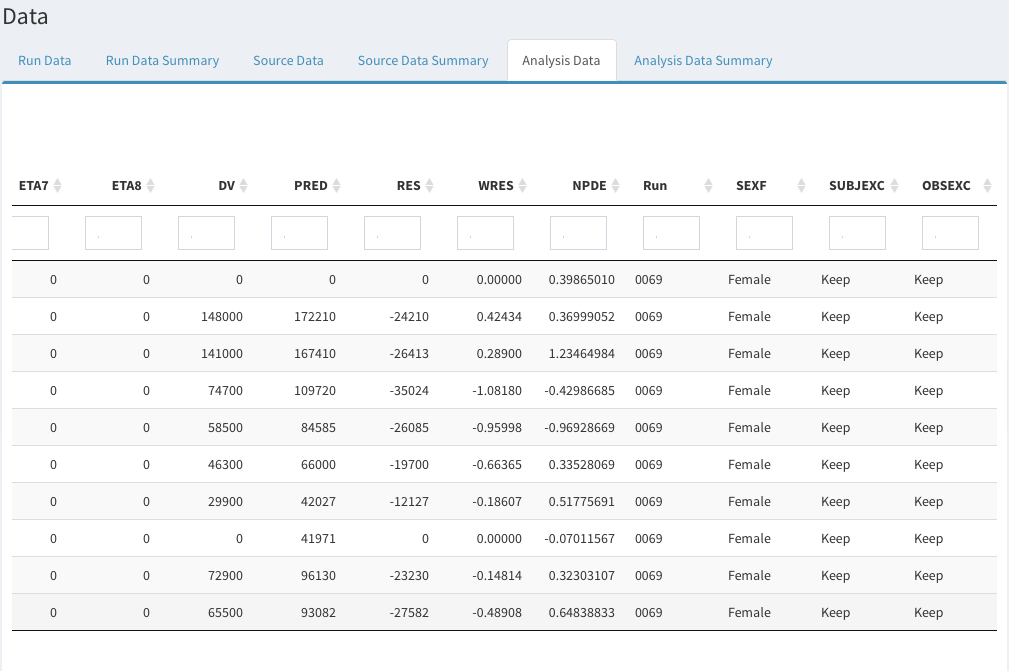 Data
Run Data Run Data Summary Source Data Source Data Summary Analysis Data Analysis Data Summary
ETA7 ETA8 DV PRED RES WRES NPDE Run SEXF SUBJEXC OBSEXC
0 0 0 0 0 0.00000 0.39865010 0069 Female Keep Keep
0 0 148000 172210 -24210 0.42434 0.36999052 0069 Female Keep Keep
0 0 141000 167410 -26413 0.28900 1.23464984 0069 Female Keep Keep
0 0 74700 109720 -35024 -1.08180 -0.42986685 0069 Female Keep Keep
0 0 58500 84585 -26085 -0.95998 -0.96928669 0069 Female Keep Keep
0 0 46300 66000 -19700 -0.66365 0.33528069 0069 Female Keep Keep
0 0 29900 42027 -12127 -0.18607 0.51775691 0069 Female Keep Keep
0 0 0 41971 0 0.00000 -0.07011567 0069 Female Keep Keep
0 0 72900 96130 -23230 -0.14814 0.32303107 0069 Female Keep Keep
0 0 65500 93082 -27582 -0.48908 0.64838833 0069 Female Keep Keep